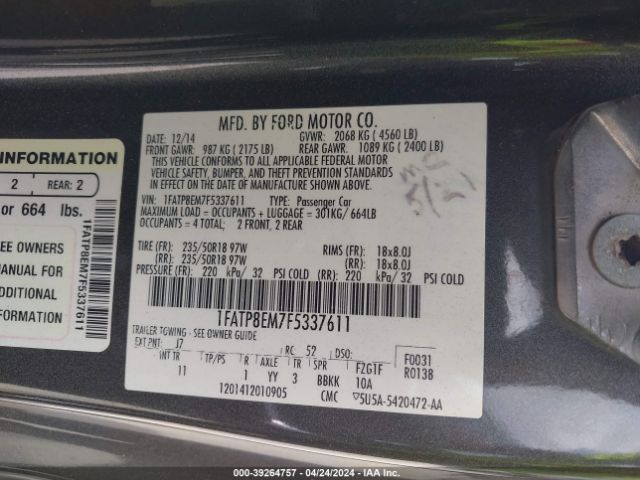 MFD. BY FORD MOTOR CO.
DATE: 12/14 GVWR: 2068 KG ( 4560 LB)
FRONT GAWR: 987 KG ( 2175 LB) REAR GAWR: 1089 KG ( 2400 LB)
THIS VEHICLE CONFORMS TO ALL APPLICABLE FEDERAL MOTOR
VEHICLE SAFETY, BUMPER, AND THEFT PREVENTION STANDARDS
IN EFFECT ON THE DATE OF MANUFACTURE SHOWN ABOVE.
VIN: 1FATP8EM7F5337611 TYPE: Passenger Car
MAXIMUM LOAD = OCCUPANTS + LUGGAGE = 301KG/ 664LB
OCCUPANTS = 4 TOTAL; 2 FRONT, 2 REAR
TIRE (FR): 235/50R18 97W RIMS (FR): 18x8.0J
(RR): 235/50R18 97W (RR): 18x8.0J
PRESSURE (FR): 220 kPa/ 32 PSI COLD (RR): 220 kPa/ 32 PSI COLD
1FATP8EM7F5337611
TRAILER TOWING - SEE OWNER GUIDE
EXT PNT: J7 RC: 52 DSO: F0031
INT TR TP/PS R AXLE TR SPR FZG1F R0138
11 1 YY 3 BBKK 10A
1201412010905 CMC 5U5A-5420472-AA
INFORMATION
2 REAR: 2
or 664 lbs.
SEE OWNERS
MANUAL FOR
ADDITIONAL
INFORMATION
1FATP8EM7F5337611
000-39264757 - 04/24/2024 - IAA Inc.